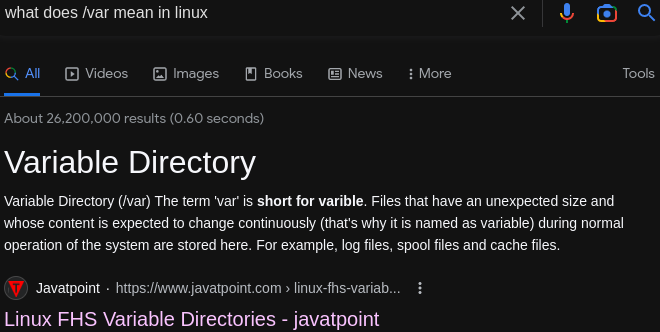 what does /var mean in linux
All Videos Images Books News More Tools
About 26,200,000 results (0.60 seconds)
Variable Directory
Variable Directory (/var) The term 'var' is short for varible. Files that have an unexpected size and
whose content is expected to change continuously (that's why it is named as variable) during normal
operation of the system are stored here. For example, log files, spool files and cache files.
Javatpoint · https://www.javatpoint.com › linux-fhs-variab...
Linux FHS Variable Directories - javatpoint